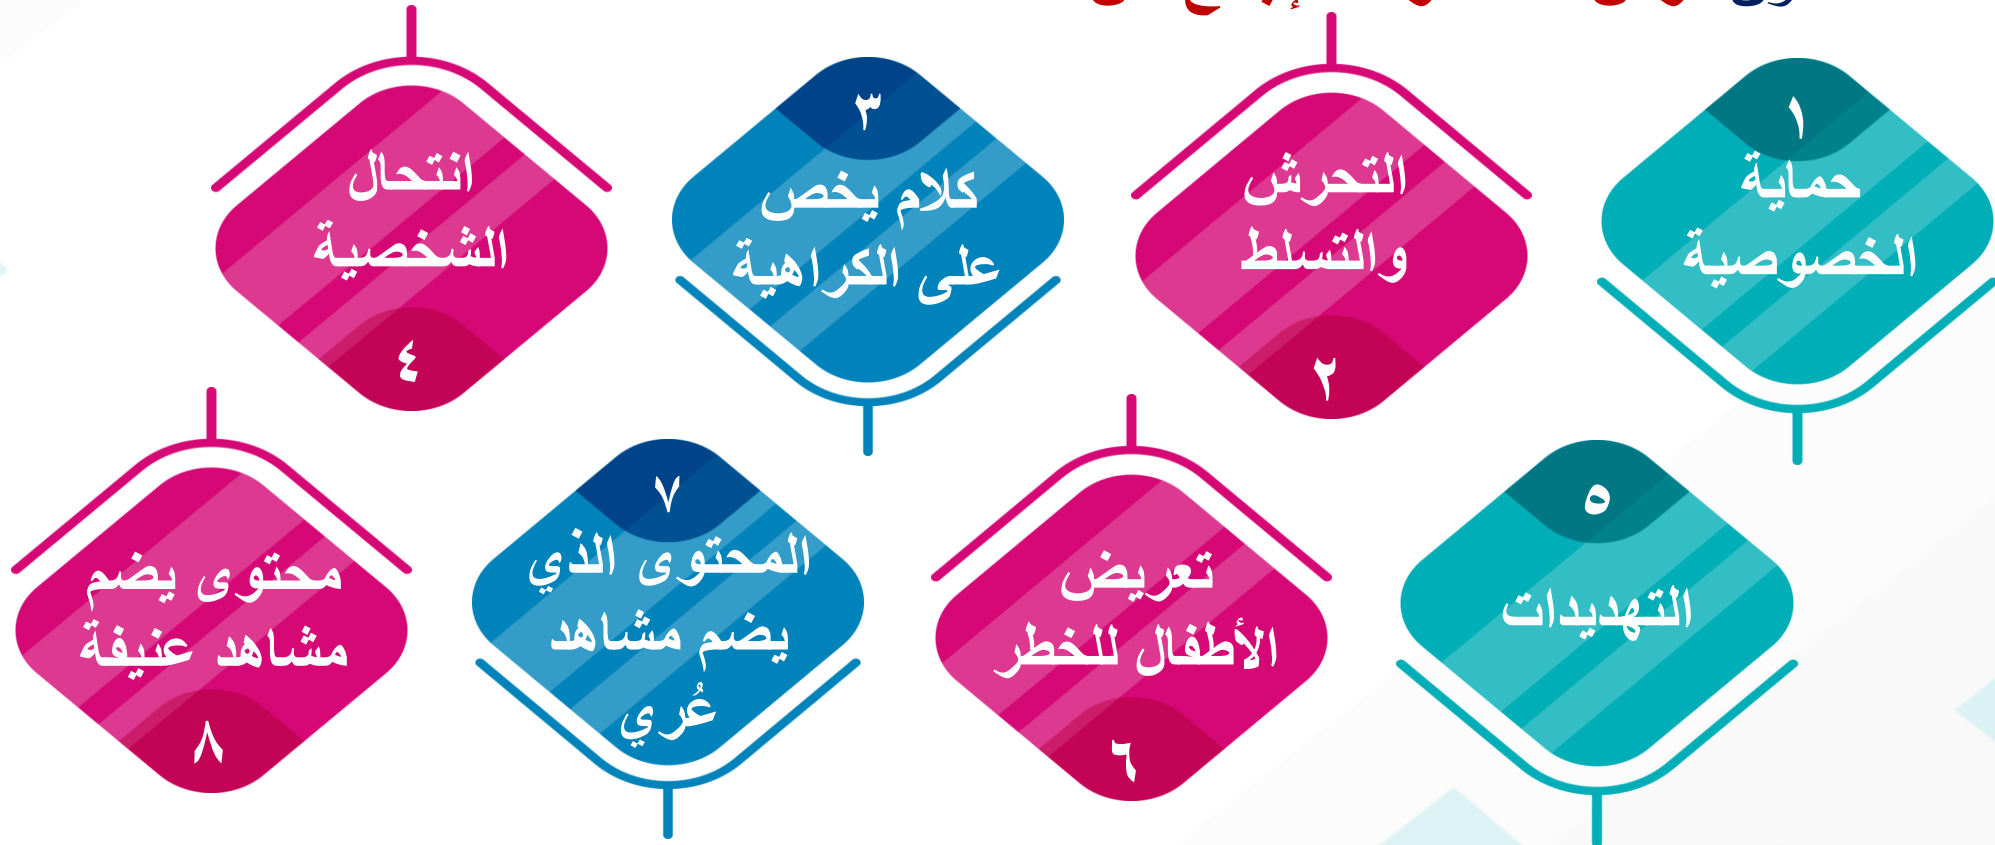 ١
حماية
الخصوصية
التحرش
والتسلط
٢
٣
كلام يخص
على الكراهية
انتحال
الشخصية
٤
٥
التهديدات
تعريض
الأطفال للخطر
٦
٧
المحتوى الذي
يضم مشاهد
عُري
محتوى يضم
مشاهد عنيفة
٨